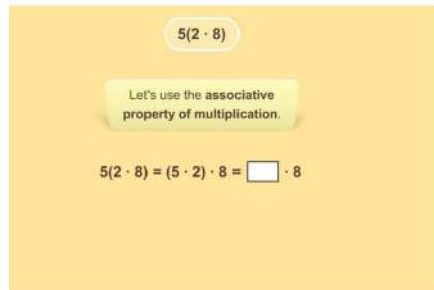 5(2 · 8)
Let's use the associative
property of multiplication.
5(2 · 8) = (5 · 2) · 8 = · 8